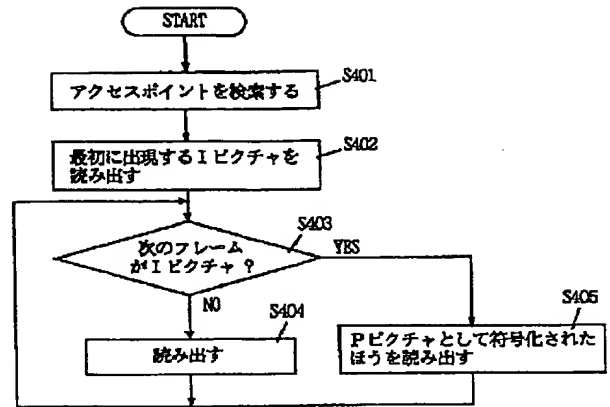 START
S401
アクセスポイントを検索する
S402
最初に出現するIピクチャを
読み出す
S403
次のフレーム
がIピクチャ?
YES
NO
S404
読み出す
S405
Pピクチャとして符号化された
ほうを読み出す